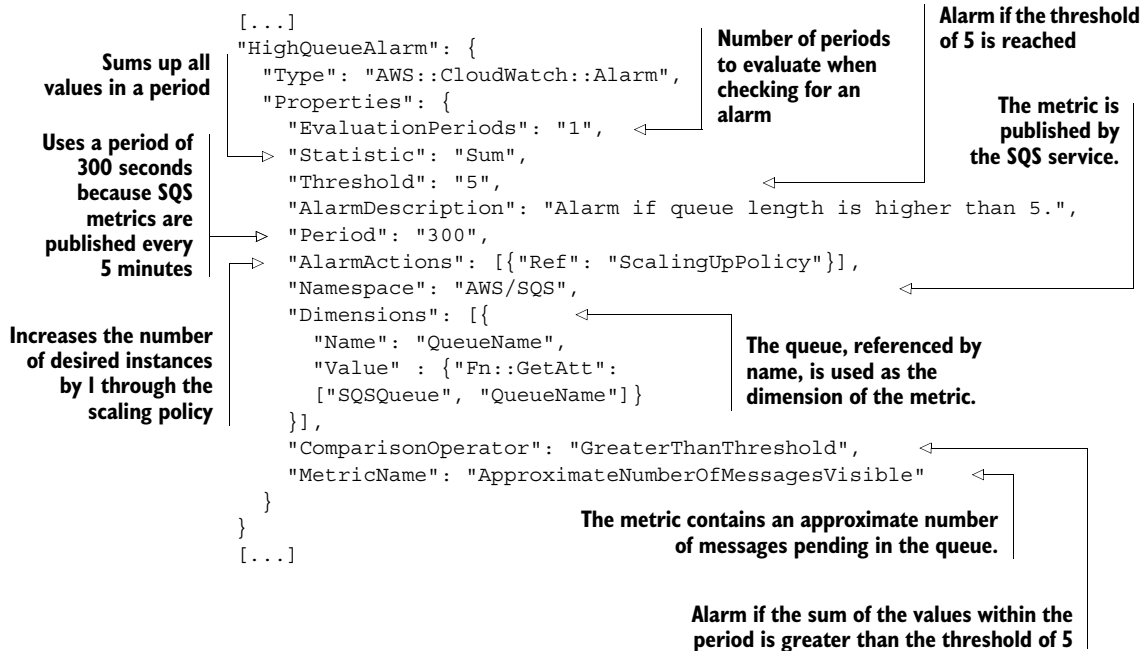 [...]
"HighQueueAlarm": {
"Type": "AWS::CloudWatch::Alarm",
"Properties": {
"EvaluationPeriods": "1",
"Statistic": "Sum",
"Threshold": "5",
"AlarmDescription": "Alarm if queue length is higher than 5.",
"Period": "300",
"AlarmActions": [{"Ref": "ScalingUpPolicy"}],
"Namespace": "AWS/SQS",
"Dimensions": [{
"Name": "QueueName",
"Value" : {"Fn::GetAtt":
["SQSQueue", "QueueName"]}
}],
"ComparisonOperator": "GreaterThanThreshold",
"MetricName": "ApproximateNumberOfMessagesVisible"
}
}
[...]
Sums up all
values in a period
Uses a period of
300 seconds
because SQS
metrics are
published every
5 minutes
Increases the number
of desired instances
by 1 through the
scaling policy
Number of periods
to evaluate when
checking for an
alarm
Alarm if the threshold
of 5 is reached
The metric is
published by
the SQS service.
The queue, referenced by
name, is used as the
dimension of the metric.
The metric contains an approximate number
of messages pending in the queue.
Alarm if the sum of the values within the
period is greater than the threshold of 5